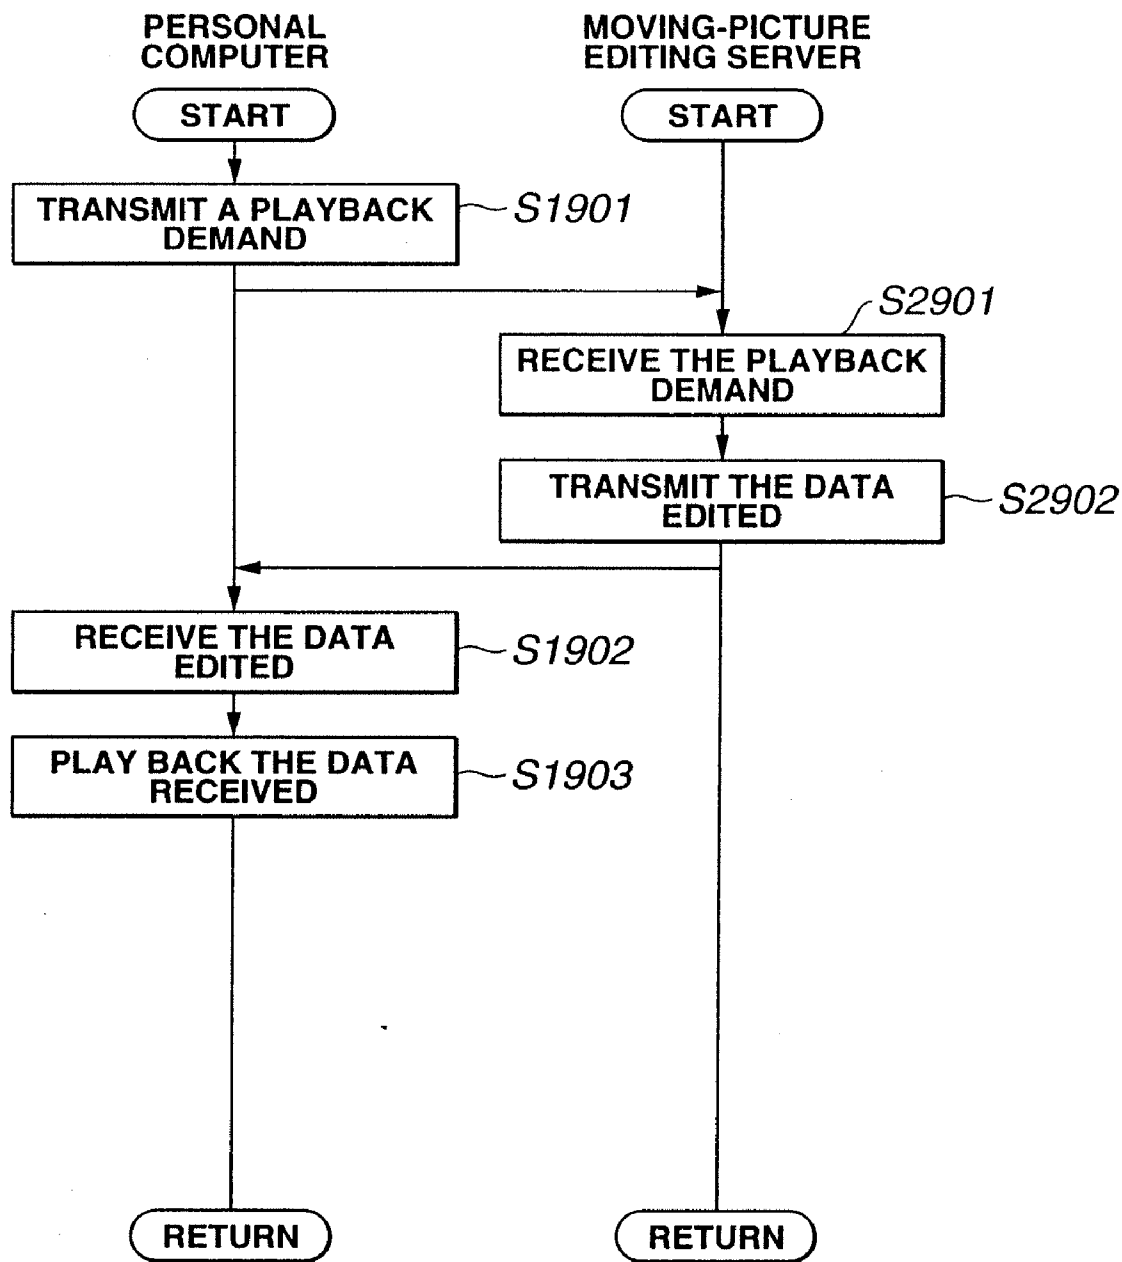 PERSONAL
COMPUTER
MOVING-PICTURE
EDITING SERVER
START
START
TRANSMIT A PLAYBACK
DEMAND
S1901
S2901
RECEIVE THE PLAYBACK
DEMAND
TRANSMIT THE DATA
EDITED
S2902
RECEIVE THE DATA
EDITED
S1902
PLAY BACK THE DATA
RECEIVED
S1903
RETURN
RETURN